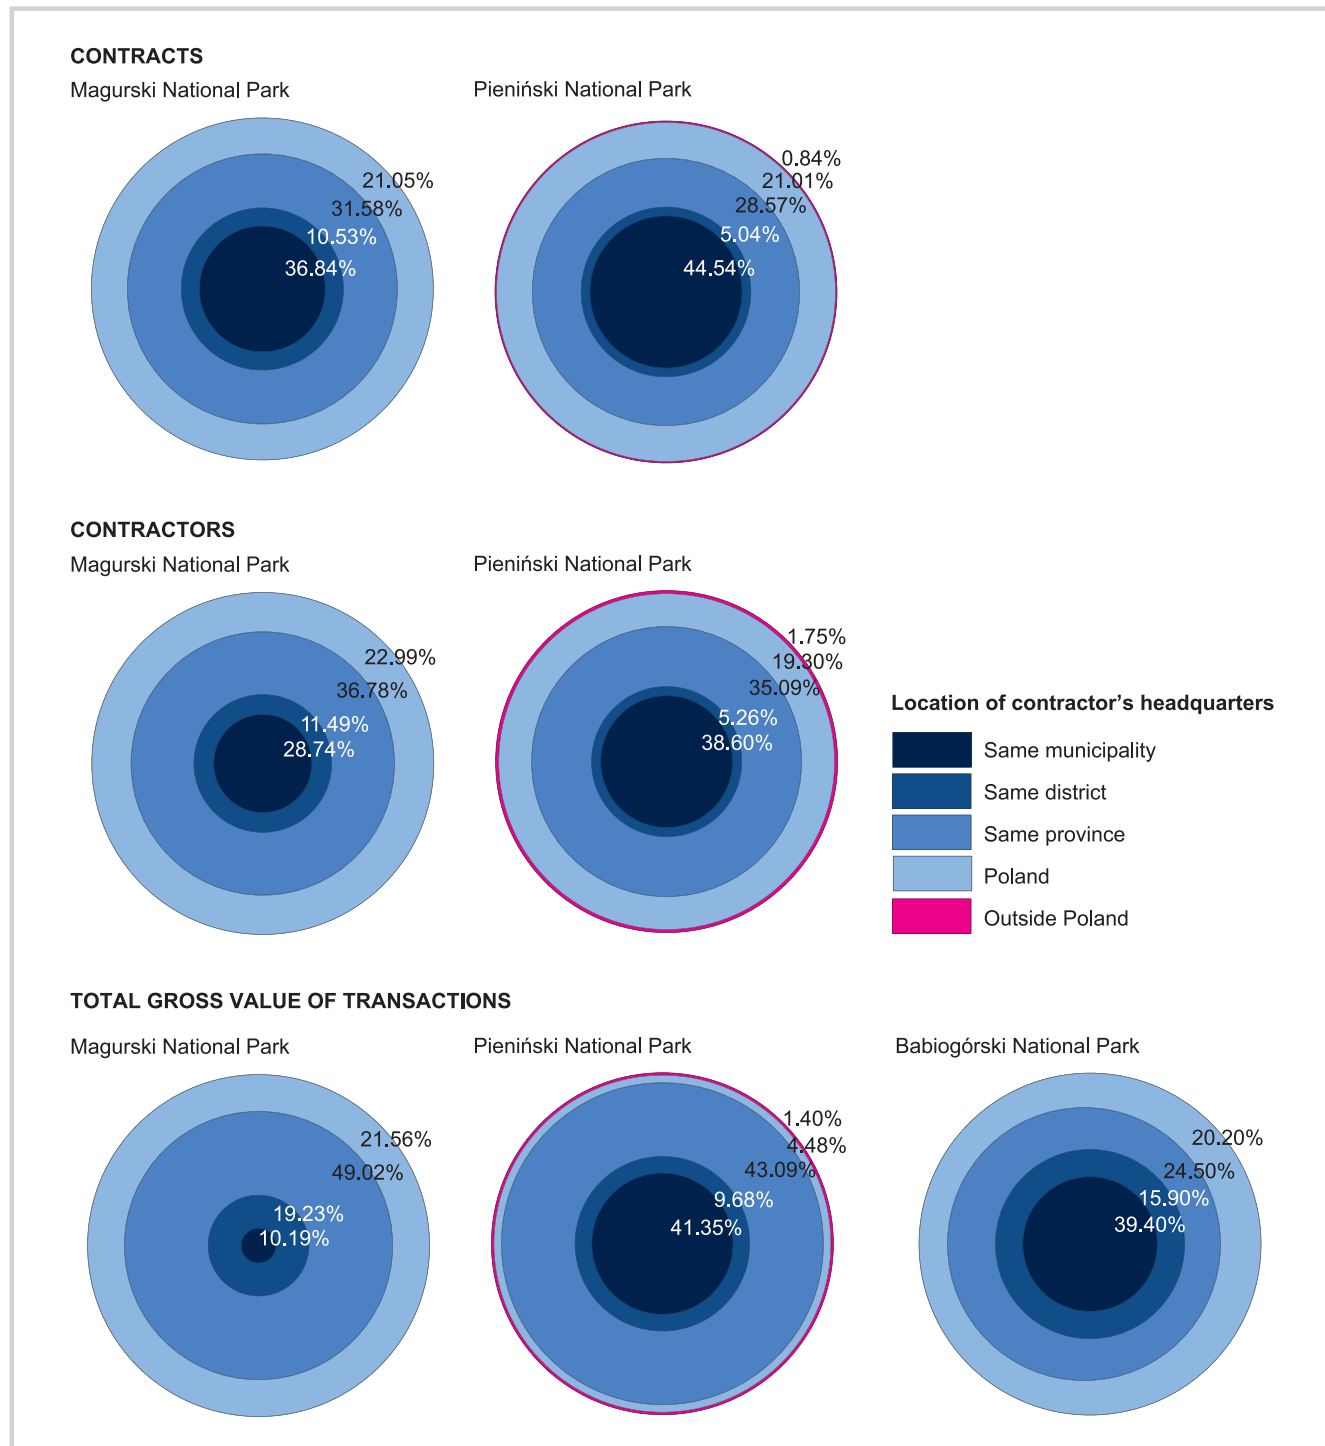 CONTRACTS
Magurski National Park
Pieniński National Park
21.05%
31.58%
10.53%
36.84%
0.84%
21.01%
28.57%
5.04%
44.54%
CONTRACTORS
Magurski National Park
Pieniński National Park
22.99%
36.78%
11.49%
28.74%
1.75%
19.30%
35.09%
5.26%
38.60%
Location of contractor's headquarters
Same municipality
Same district
Same province
Poland
Outside Poland
TOTAL GROSS VALUE OF TRANSACTIONS
Magurski National Park
Pieniński National Park
Babiogórski National Park
21.56%
49.02%
19.23%
10.19%
1.40%
4.48%
43.09%
9.68%
41.35%
20.20%
24.50%
15.90%
39.40%